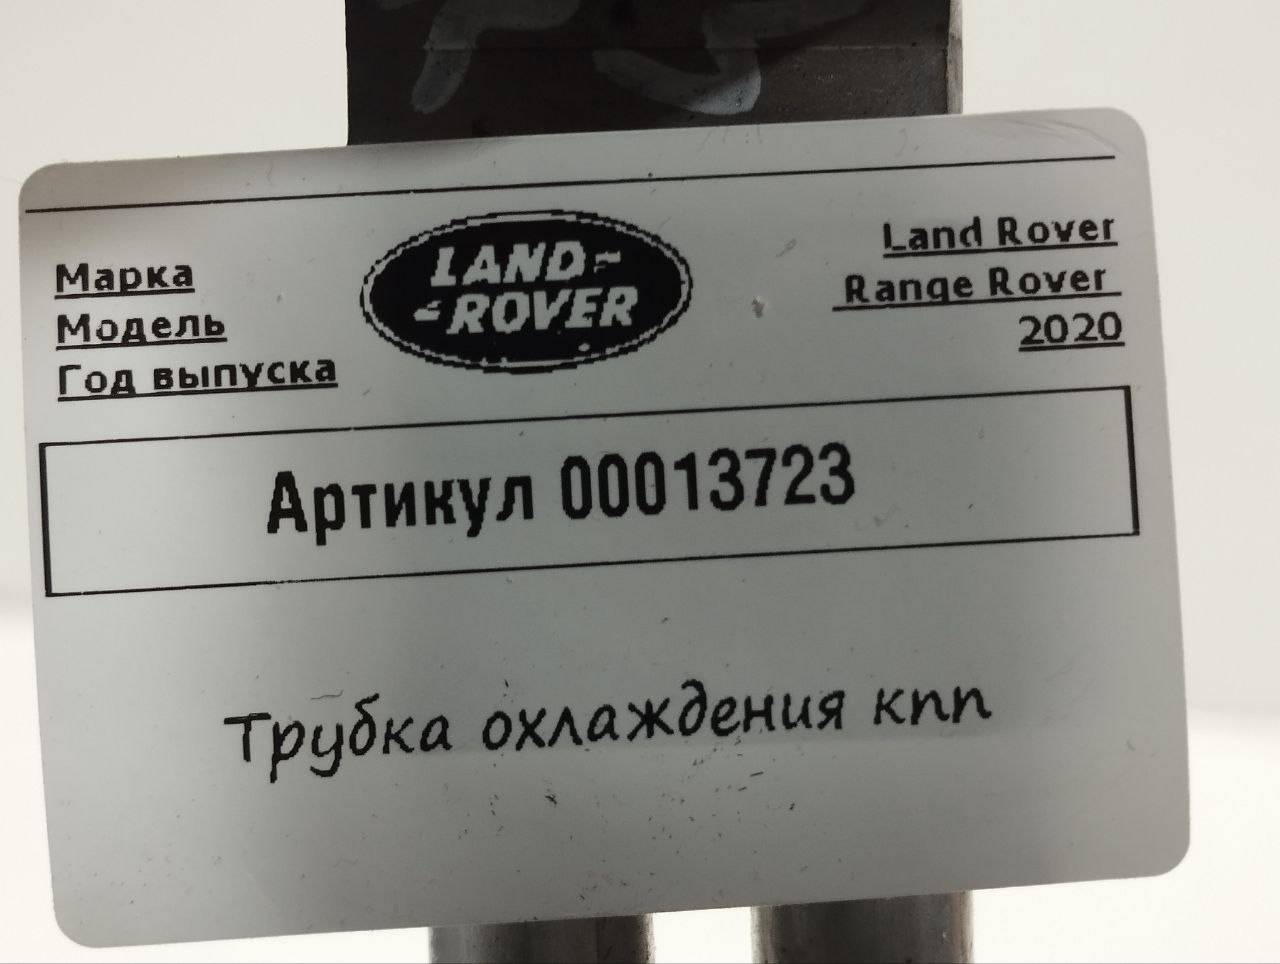 Марка
Модель
Год выпуска
LAND-
-ROVER
Land Rover
Range Rover
2020
Артикул 00013723
Трубка охлаждения кпп